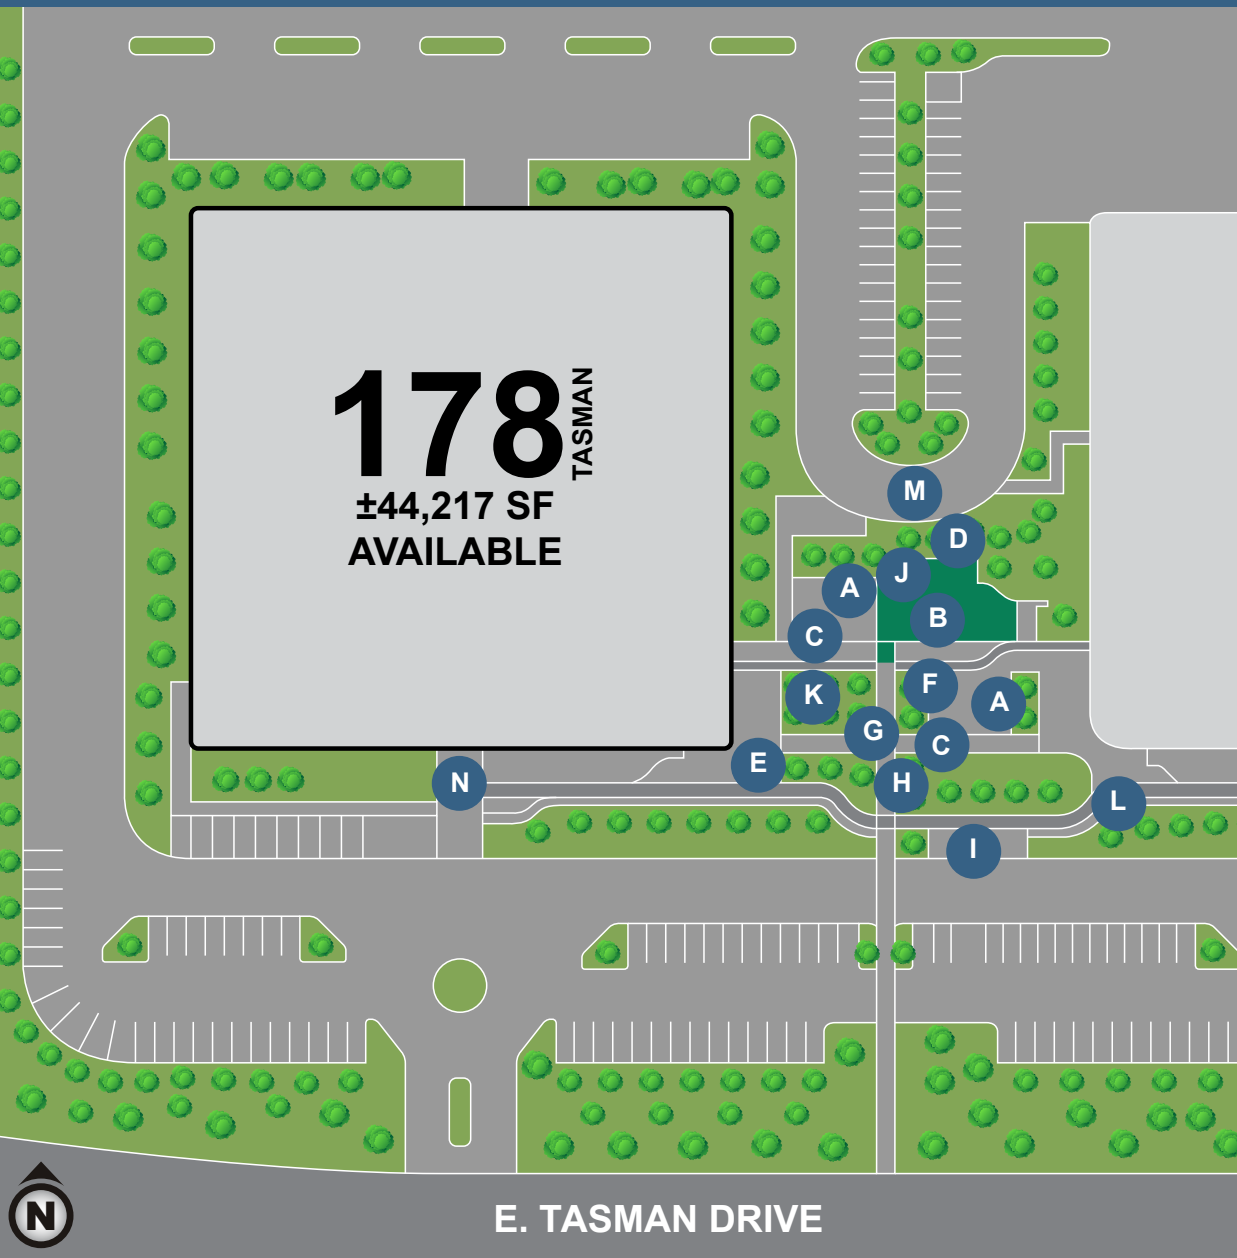 178
TASMAN
±44,217 SF
AVAILABLE
M
D
J
A
B
C
F
K
A
G
C
E
N
H
L
I
N
E. TASMAN DRIVE